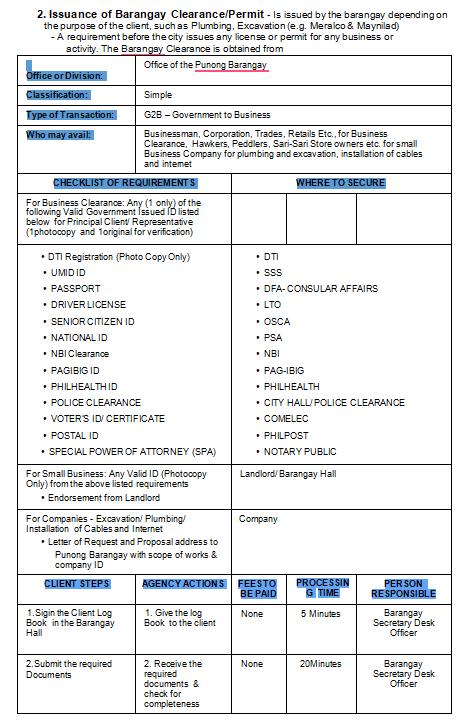 2. Issuance of Barangay Clearance/Permit - Is issued by the barangay depending on
the purpose of the client, such as Plumbing, Excavation (e.g. Meralco & Maynilad)
- A requirement before the city issues any license or permit for any business or
activity. The Barangay Clearance is obtained from
Office or Division:
Office of the Punong Barangay
Classification:
Simple
Type of Transaction:
G2B – Government to Business
Who may avail:
Businessman, Corporation, Trades, Retails Etc., for Business
Clearance, Hawkers, Peddlers, Sari-Sari Store owners etc. for small
Business Company for plumbing and excavation, installation of cables
and internet
CHECKLIST OF REQUIREMENTS
WHERE TO SECURE
For Business Clearance: Any (1 only) of the
following Valid Government Issued ID listed
below for Principal Client/ Representative
(1photocopy and 1original for verification)
• DTI Registration (Photo Copy Only)
• UMID ID
• PASSPORT
• DRIVER LICENSE
• SENIOR CITIZEN ID
• NATIONAL ID
• NBI Clearance
• PAGIBIG ID
• PHILHEALTH ID
• POLICE CLEARANCE
• VOTER'S ID/ CERTIFICATE
• POSTAL ID
• SPECIAL POWER OF ATTORNEY (SPA)
• DTI
• SSS
• DFA- CONSULAR AFFAIRS
• LTO
• OSCA
• PSA
• NBI
• PAG-IBIG
• PHILHEALTH
• CITY HALL/ POLICE CLEARANCE
• COMELEC
• PHILPOST
• NOTARY PUBLIC
For Small Business: Any Valid ID (Photocopy
Only) from the above listed requirements
• Endorsement from Landlord
Landlord/ Barangay Hall
For Companies - Excavation/ Plumbing/
Installation of Cables and Internet
• Letter of Request and Proposal address to
Punong Barangay with scope of works &
company ID
Company
CLIENT STEPS
AGENCY ACTIONS
FEES TO
BE PAID
PROCESSIN
G TIME
PERSON
RESPONSIBLE
1.Sigin the Client Log
Book in the Barangay
Hall
1. Give the log
Book to the client
None
5 Minutes
Barangay
Secretary Desk
Officer
2.Submit the required
Documents
2. Receive the
required
documents &
check for
completeness
None
20Minutes
Barangay
Secretary Desk
Officer